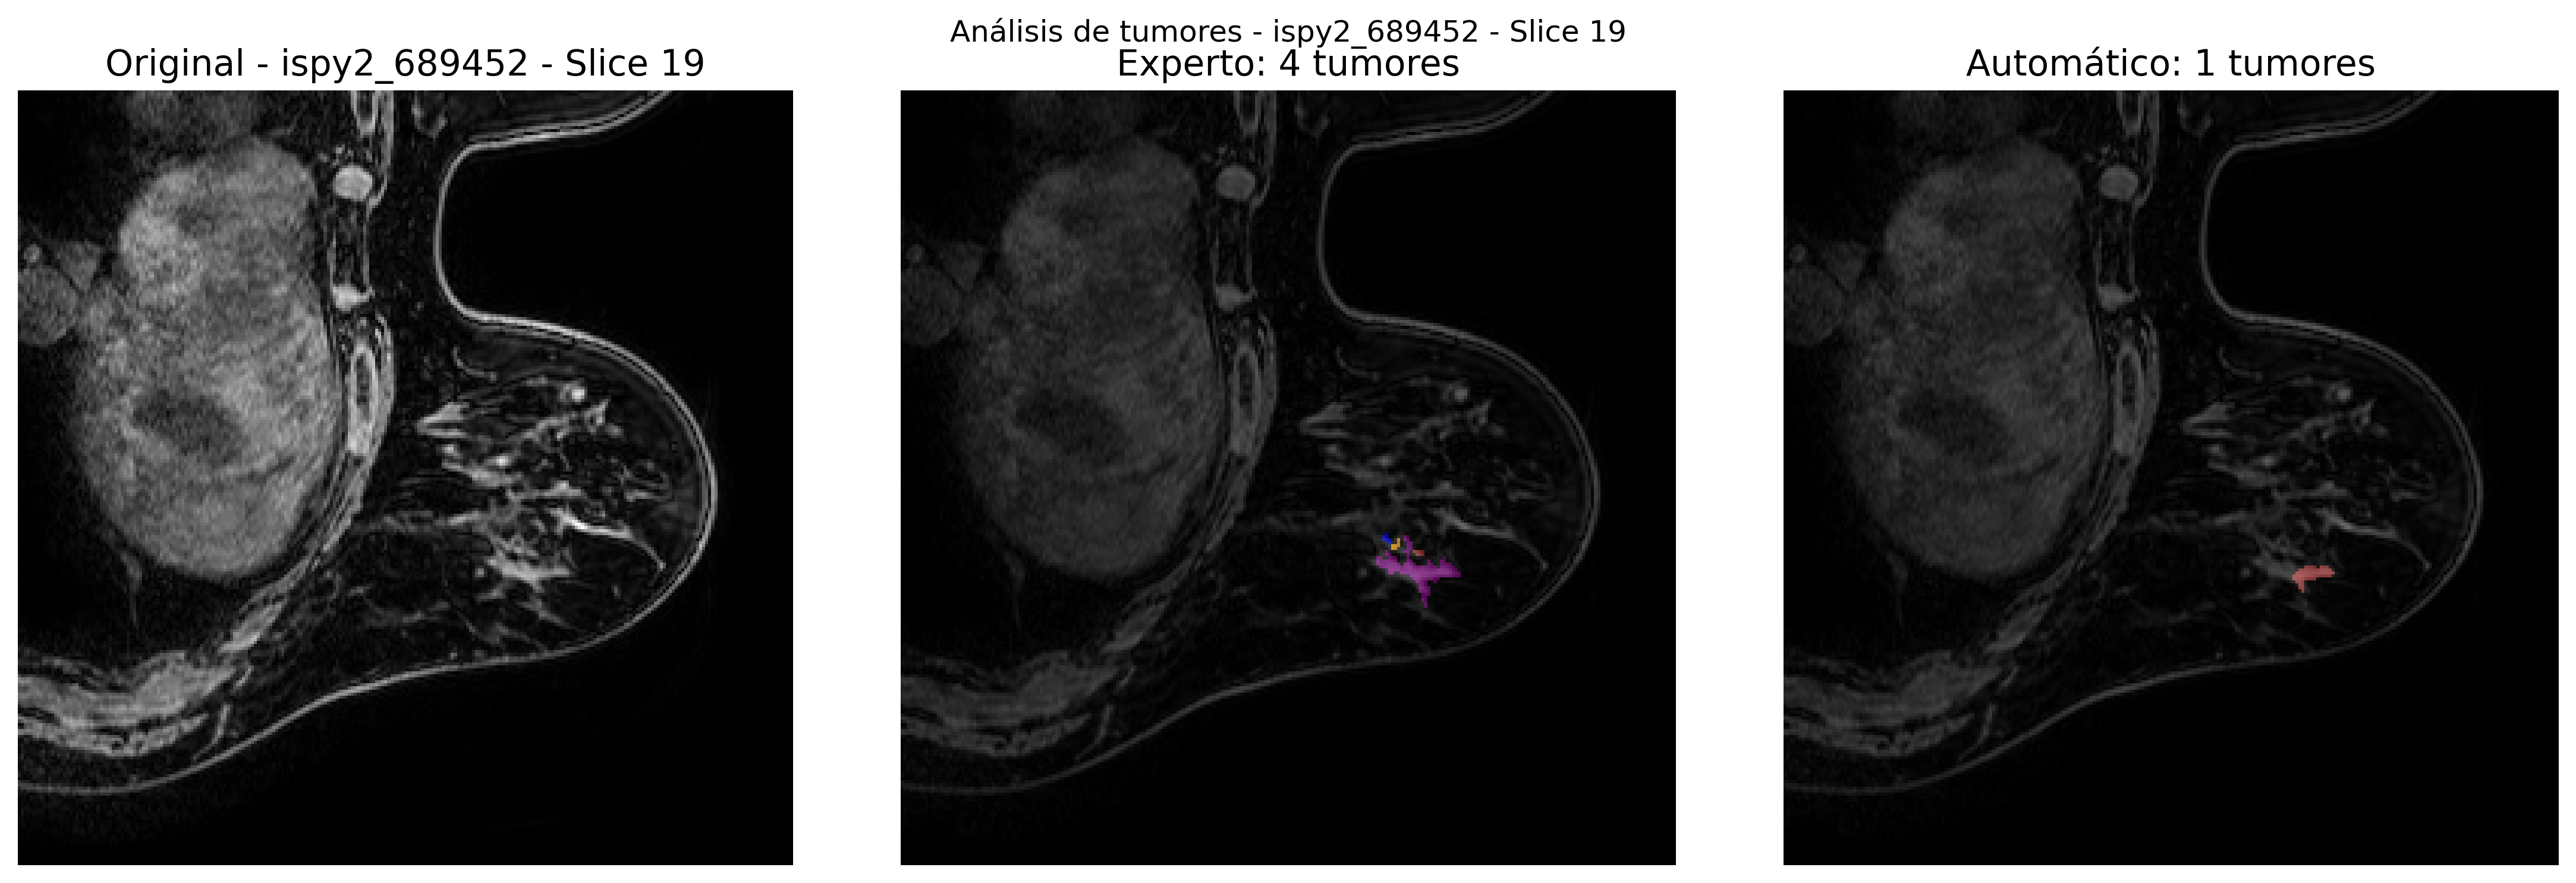 Análisis de tumores - ispy2_689452 - Slice 19
Original - ispy2_689452 - Slice 19
Experto: 4 tumores
Automático: 1 tumores